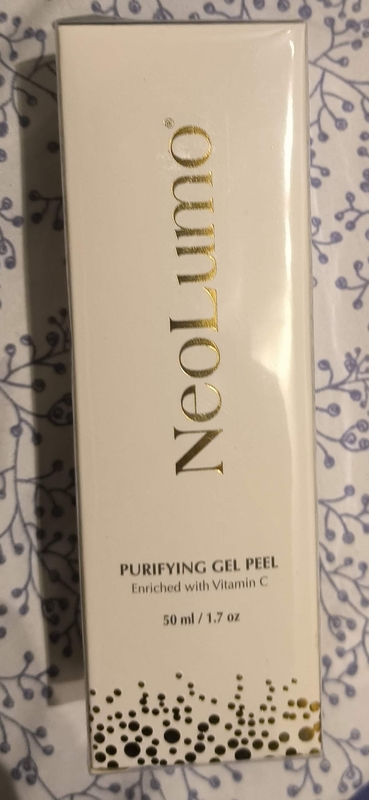 NeoLumo®
PURIFYING GEL PEEL
Enriched with Vitamin C
50 ml / 1.7 oz